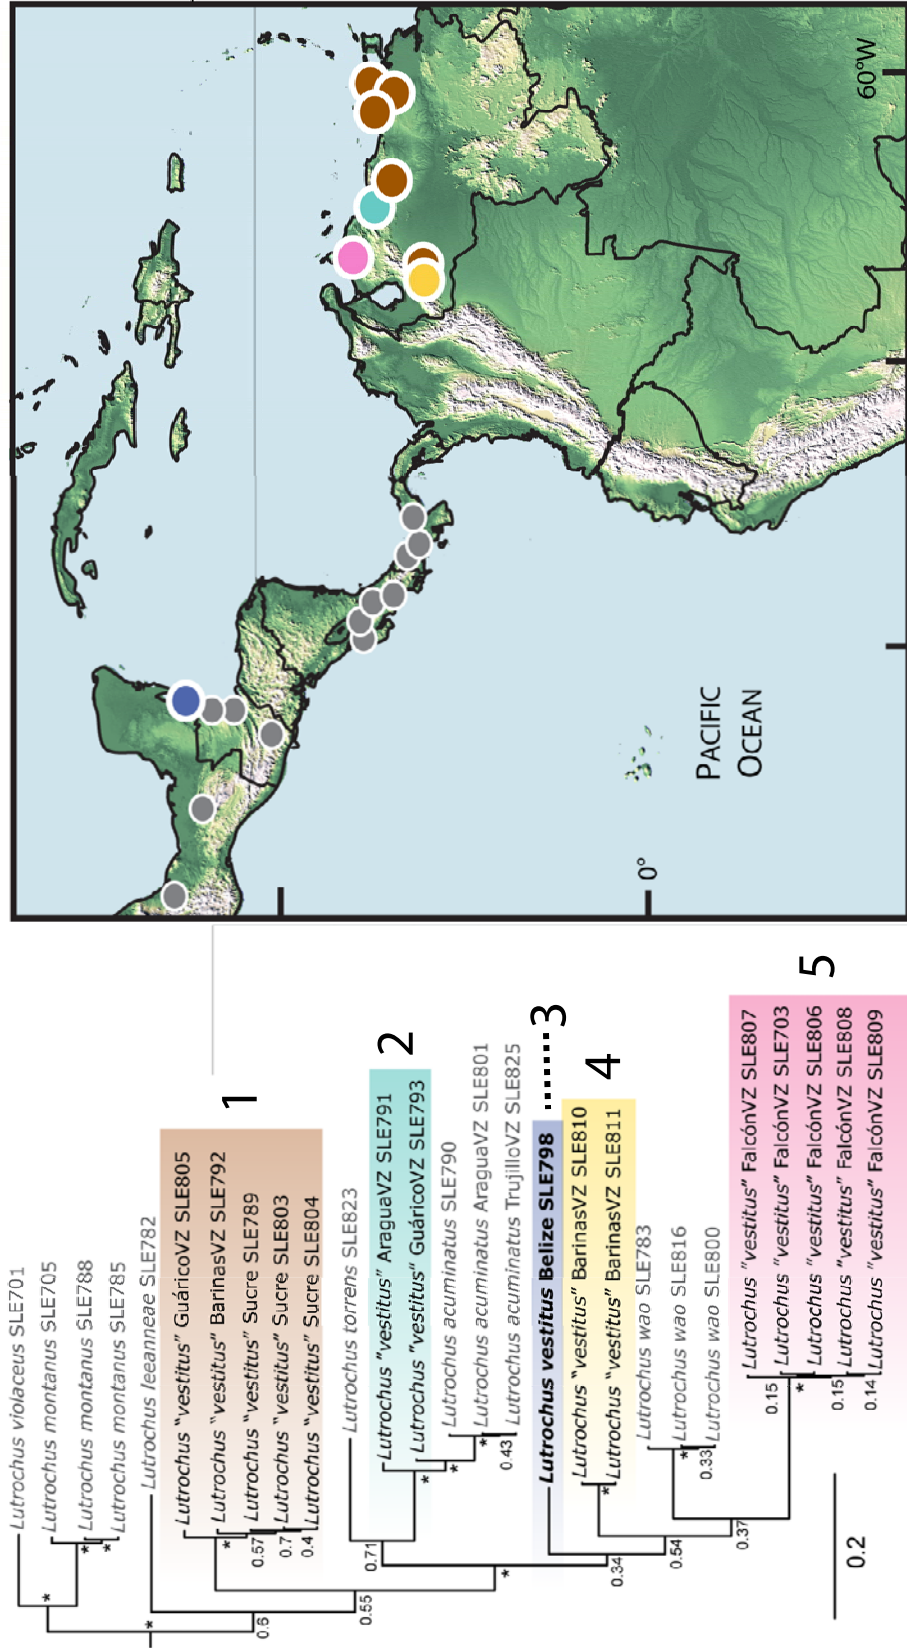 Lutrochus violaceus SLE701
Lutrochus montanus SLE705
Lutrochus montanus SLE788
Lutrochus montanus SLE785
Lutrochus leeanneae SLE782
Lutrochus "vestitus" GuáricoVZ SLE805
Lutrochus "vestitus" BarinasVZ SLE792
Lutrochus "vestitus" Sucre SLE789
Lutrochus "vestitus" Sucre SLE803
Lutrochus "vestitus" Sucre SLE804
Lutrochus torrens SLE823
Lutrochus "vestitus" AraguaVZ SLE791
Lutrochus "vestitus" GuáricoVZ SLE793
Lutrochus acuminatus SLE790
Lutrochus acuminatus AraguaVZ SLE801
Lutrochus acuminatus TrujilloVZ SLE825
Lutrochus vestitus Belize SLE798
Lutrochus "vestitus" BarinasVZ SLE810
Lutrochus "vestitus" BarinasVZ SLE811
Lutrochus wao SLE783
Lutrochus wao SLE816
Lutrochus wao SLE800
Lutrochus "vestitus" FalcónVZ SLE807
Lutrochus "vestitus" FalcónVZ SLE703
Lutrochus "vestitus" FalcónVZ SLE806
Lutrochus "vestitus" FalcónVZ SLE808
Lutrochus "vestitus" FalcónVZ SLE809
1
2
3
4
5
*
*
*
*
0.6
*
0.57
0.7
0.4
0.55
0.71
*
*
*
0.43
*
0.34
*
0.54
*
0.33
0.37
0.15
*
0.15
0.14
0.2
PACIFIC
OCEAN
0°
60°W